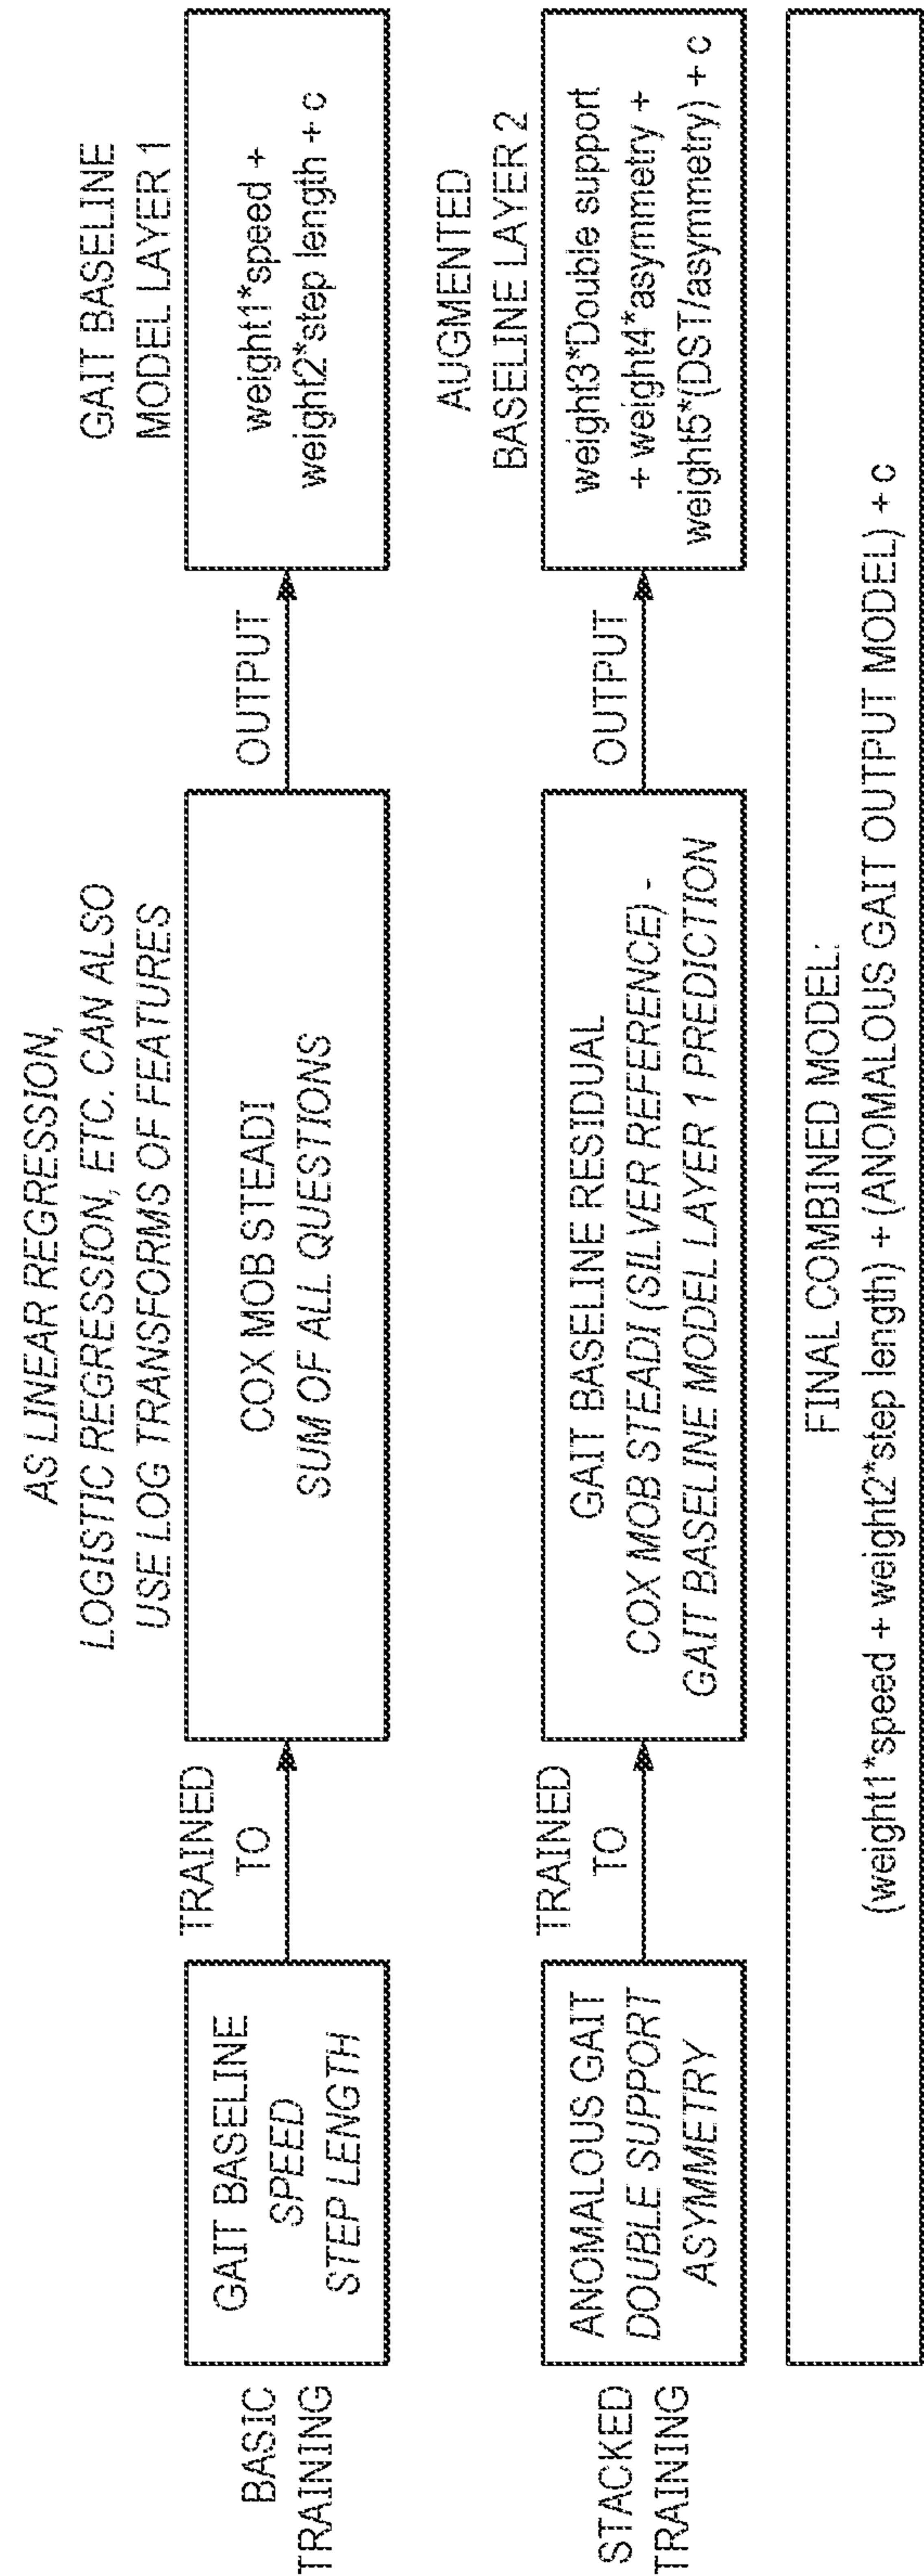 AS LINEAR REGRESSION,
LOGISTIC REGRESSION, ETC. CAN ALSO
USE LOG TRANSFORMS OF FEATURES
GAIT BASELINE
MODEL LAYER 1
BASIC
TRAINING
GAIT BASELINE
SPEED
STEP LENGTH
TRAINED
TO
COX MOB STEADI
SUM OF ALL QUESTIONS
OUTPUT
weight1*speed +
weight2*step length + c
AUGMENTED
BASELINE LAYER 2
STACKED
TRAINING
ANOMALOUS GAIT
DOUBLE SUPPORT
ASYMMETRY
TRAINED
TO
GAIT BASELINE RESIDUAL
COX MOB STEADI (SILVER REFERENCE) -
GAIT BASELINE MODEL LAYER 1 PREDICTION
OUTPUT
weight3*Double support
+ weight4*asymmetry +
weight5*(DST/asymmetry) + c
FINAL COMBINED MODEL:
(weight1*speed + weight2*step length) + (ANOMALOUS GAIT OUTPUT MODEL) + c